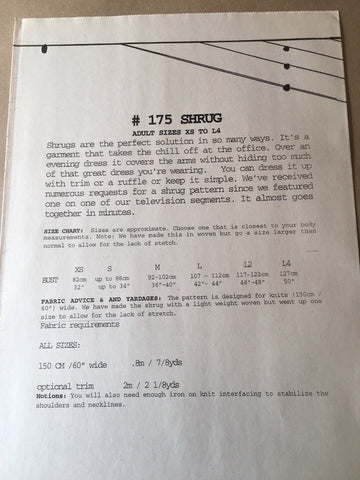 # 175 SHRUG
ADULT SIZES XS TO L4
Shrugs are the perfect solution in so many ways. It's a
garment that takes the chill off at the office. Over an
evening dress it covers the arms without hiding too much
of that great dress you're wearing. You can dress it up
with trim or a ruffle or keep it simple. We've received
numerous requests for a shrug pattern since we featured
one on one of our television segments. It almost goes
together in minutes.
SIZE CHART: Sizes are approximate. Choose one that is closest to your body
measurements. Note: We have made this in woven but go a size larger than
normal to allow for the lack of stretch.
XS S M L L2 L4
BUST 82cm up to 86cm 92-102cm 107 - 112cm 117-122cm 127cm
32" up to 34" 36"-40" 42"- 44" 46"-48" 50"
FABRIC ADVICE & AND YARDAGES: The pattern is designed for knits (150cm /
60") wide. We have made the shrug with a light weight woven but went up one
size to allow for the lack of stretch.
Fabric requirements
ALL SIZES:
150 CM /60" wide .8m / 7/8yds
optional trim 2m / 2 1/8yds
Notions: You will also need enough iron on knit interfacing to stabilize the
shoulders and necklines.